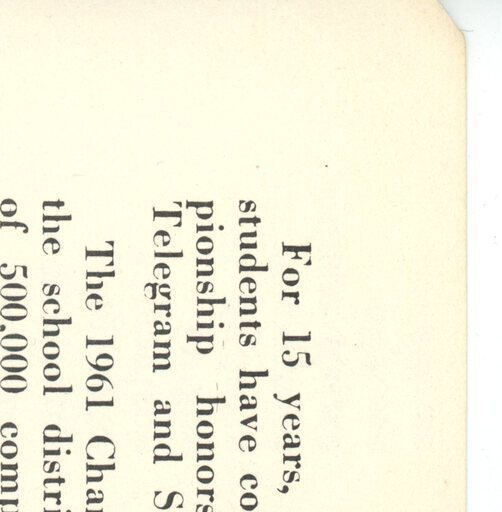 For 15 years,
students have co
pionship honors
Telegram and S
The 1961 Cha
the school distri
of 500,000 comp